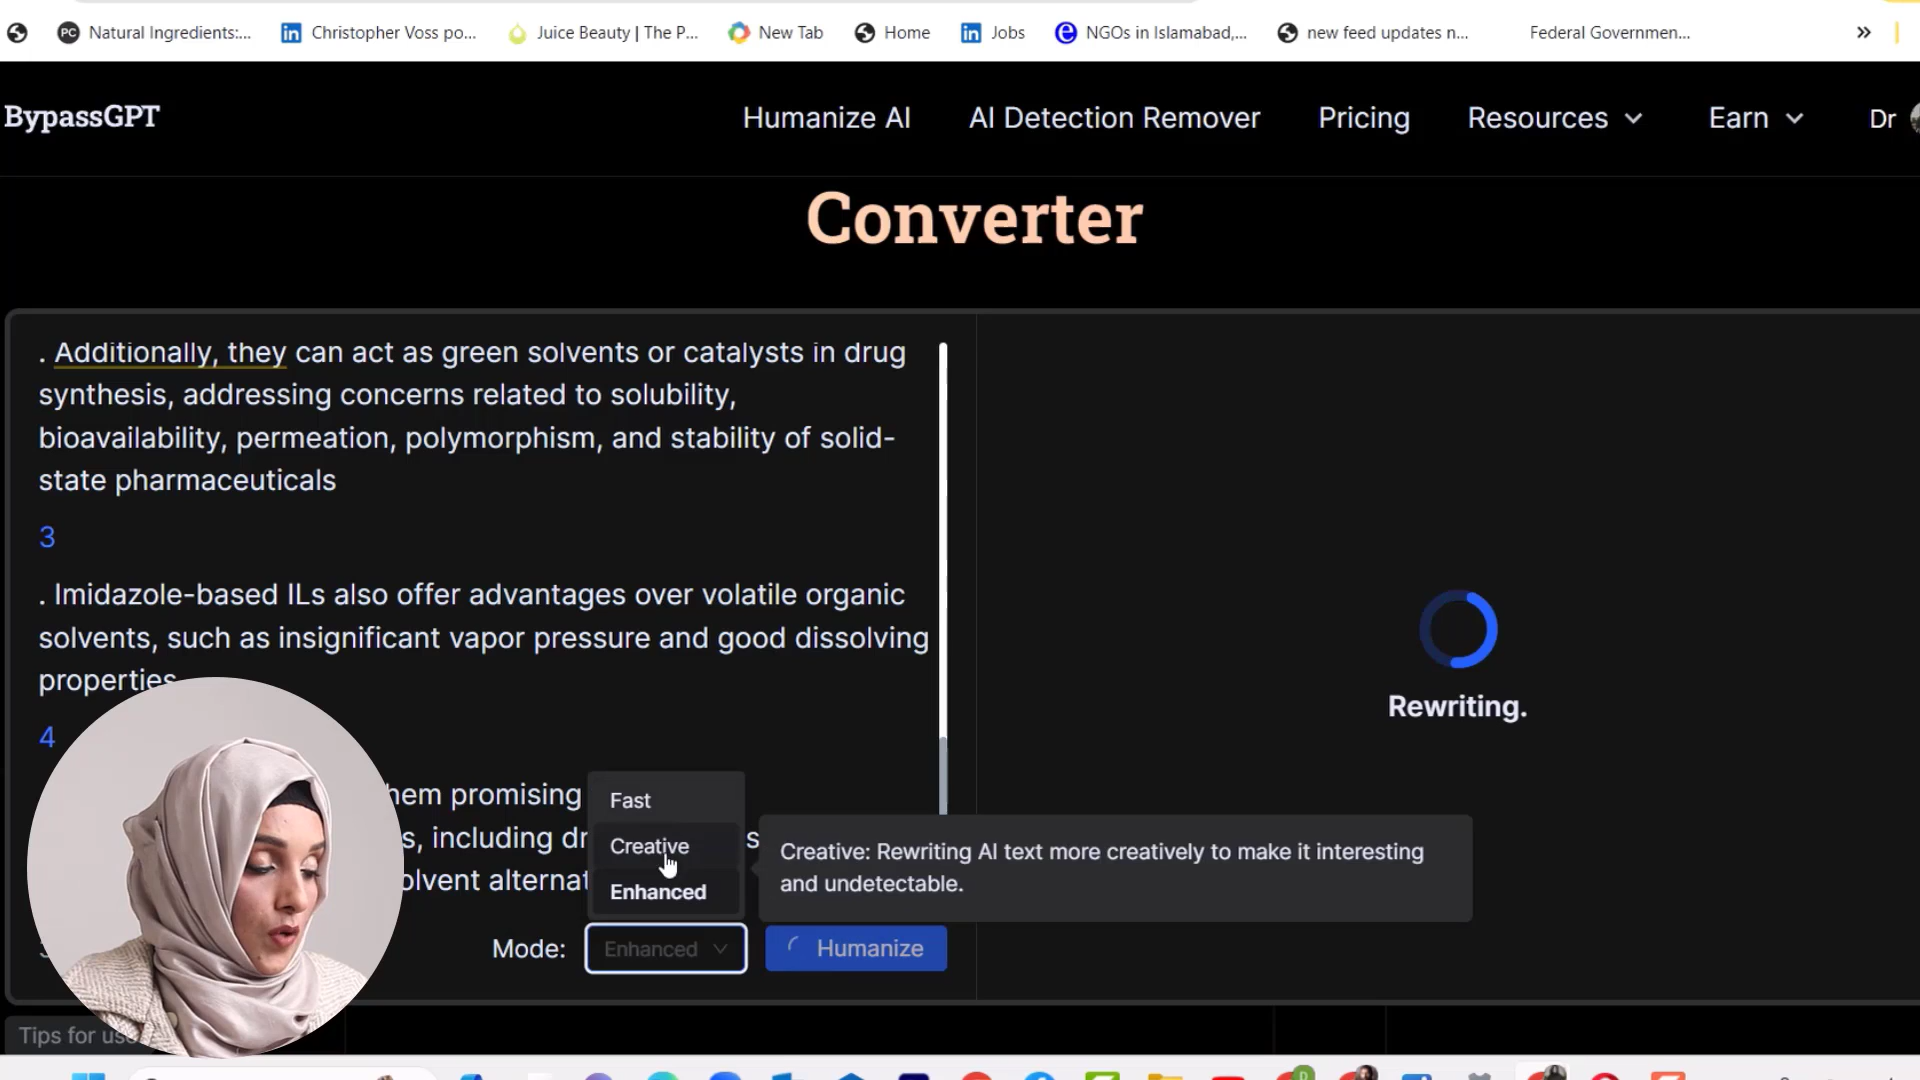 Natural Ingredients:... Christopher Voss po... Juice Beauty | The P... New Tab Home Jobs NGOs in Islamabad,... new feed updates n... Federal Governmen... »
BypassGPT Humanize AI AI Detection Remover Pricing Resources Earn Dr
Converter
. Additionally, they can act as green solvents or catalysts in drug
synthesis, addressing concerns related to solubility,
bioavailability, permeation, polymorphism, and stability of solid-
state pharmaceuticals
3
. Imidazole-based ILs also offer advantages over volatile organic
solvents, such as insignificant vapor pressure and good dissolving
properties
4
hem promising
s, including dr
olvent alternat
Fast
Creative
Enhanced
Creative: Rewriting AI text more creatively to make it interesting
and undetectable.
Mode: Enhanced Humanize
Rewriting.
Tips for us